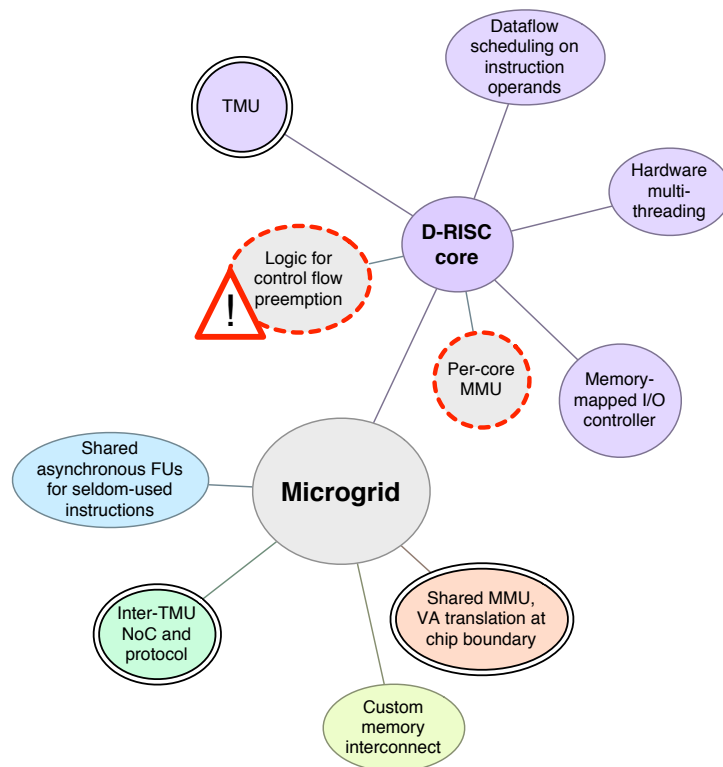 Dataflow
scheduling on
instruction
operands
TMU
Hardware
multi-
threading
D-RISC
core
Logic for
control flow
preemption
!
Per-core
MMU
Memory-
mapped I/O
controller
Shared
asynchronous FUs
for seldom-used
instructions
Microgrid
Inter-TMU
NoC and
protocol
Shared MMU,
VA translation at
chip boundary
Custom
memory
interconnect